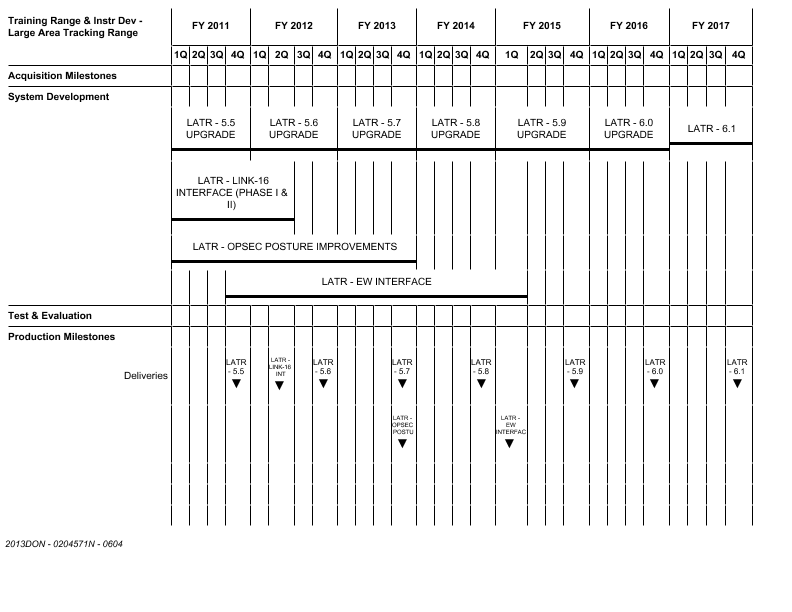 Training Range & Instr Dev -
Large Area Tracking Range
FY 2011 FY 2012 FY 2013 FY 2014 FY 2015 FY 2016 FY 2017
1Q 2Q 3Q 4Q 1Q 2Q 3Q 4Q 1Q 2Q 3Q 4Q 1Q 2Q 3Q 4Q 1Q 2Q 3Q 4Q 1Q 2Q 3Q 4Q 1Q 2Q 3Q 4Q
Acquisition Milestones
System Development
LATR - 5.5
UPGRADE
LATR - 5.6
UPGRADE
LATR - 5.7
UPGRADE
LATR - 5.8
UPGRADE
LATR - 5.9
UPGRADE
LATR - 6.0
UPGRADE
LATR - 6.1
LATR - LINK-16
INTERFACE (PHASE I &
II)
LATR - OPSEC POSTURE IMPROVEMENTS
LATR - EW INTERFACE
Test & Evaluation
Production Milestones
Deliveries
LATR
- 5.5
LATR -
LINK-16
INT
LATR
- 5.6
LATR
- 5.7
LATR
- 5.8
LATR
- 5.9
LATR
- 6.0
LATR
- 6.1
LATR -
OPSEC
POSTU
LATR -
EW
INTERFAC
2013DON - 0204571N - 0604